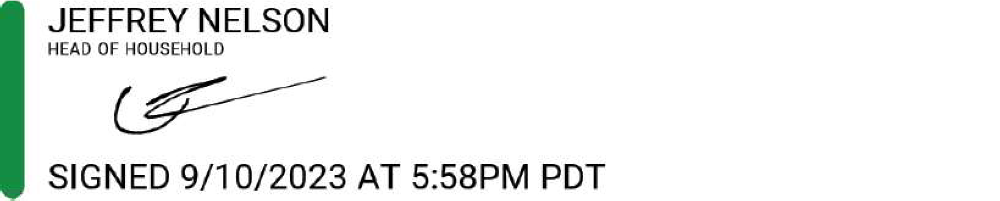 JEFFREY NELSON
HEAD OF HOUSEHOLD
SIGNED 9/10/2023 AT 5:58PM PDT